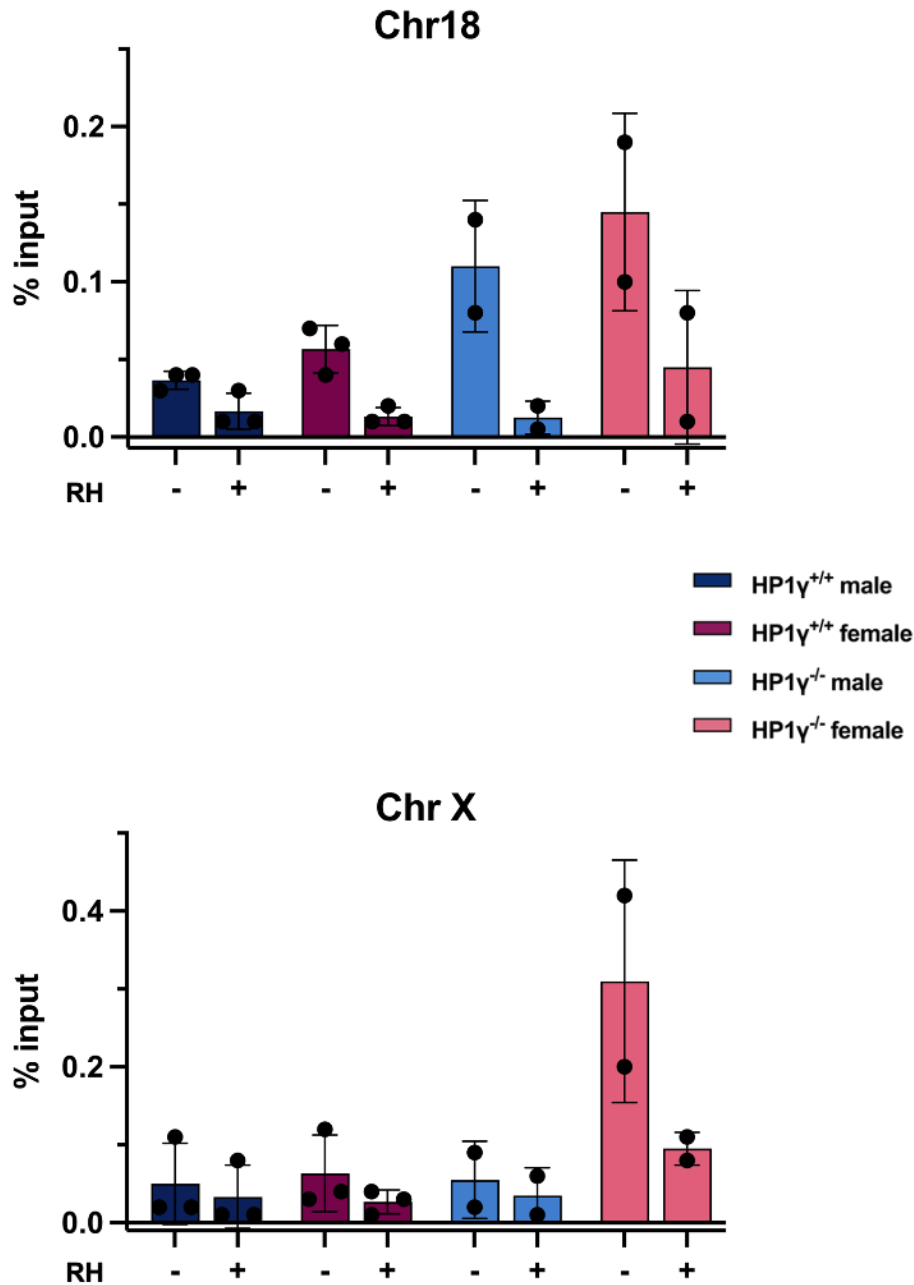 Chr18
% input
0.2
0.1
0.0
RH - + - + - + - +
HP1γ+/+ male
HP1γ+/+ female
HP1γ-/- male
HP1γ-/- female
Chr X
% input
0.4
0.2
0.0
RH - + - + - + - +